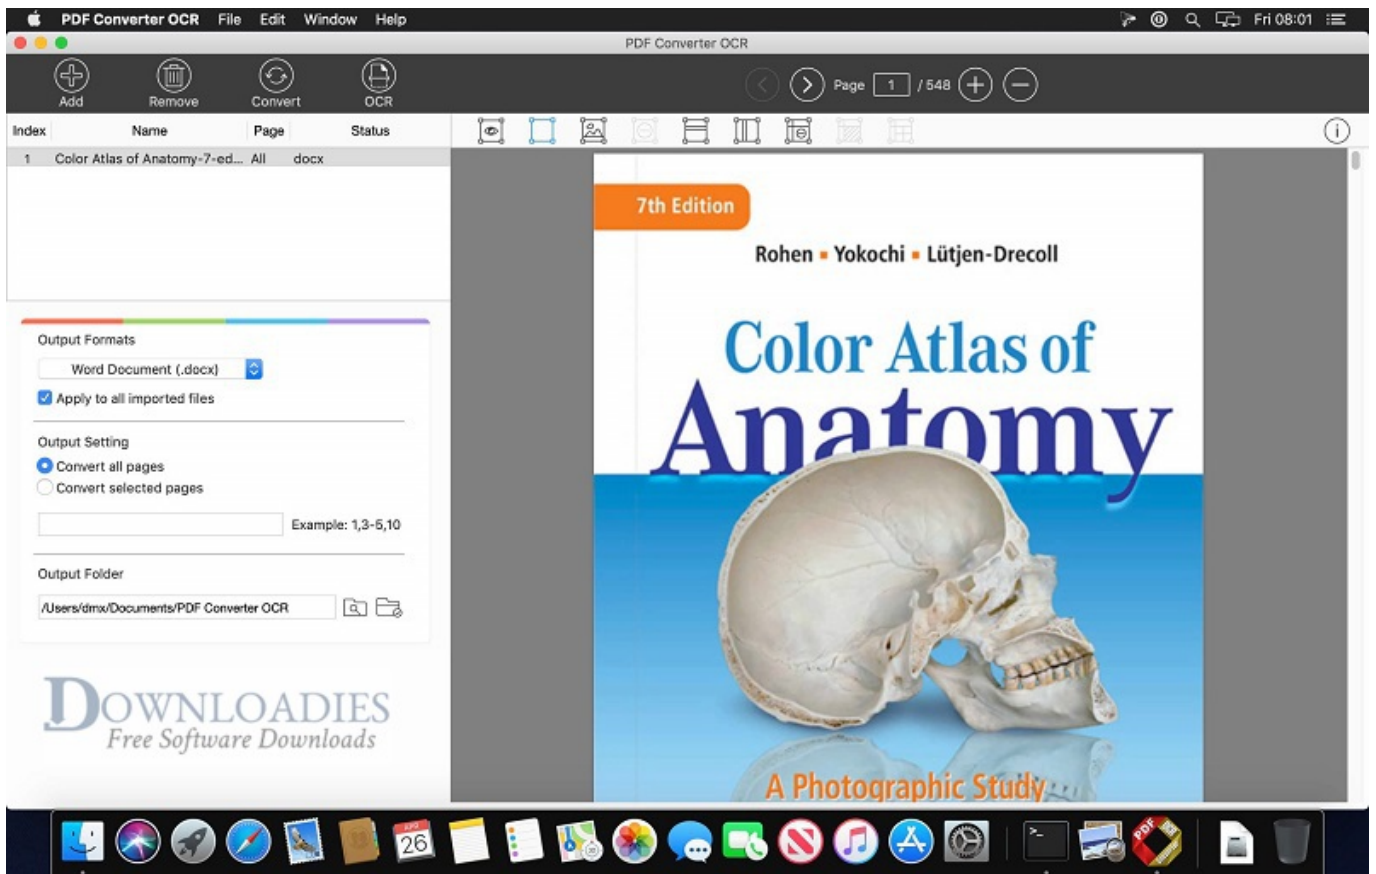 PDF Converter OCR File Edit Window Help Fri 08:01
PDF Converter OCR
Add Remove Convert OCR
Page 1 / 548
Index Name Page Status
1 Color Atlas of Anatomy-7-ed... All docx
Output Formats
Word Document (.docx)
Apply to all imported files
Output Setting
Convert all pages
Convert selected pages
Example: 1,3-5,10
Output Folder
/Users/dmx/Documents/PDF Converter OCR
DOWNLOADIES
Free Software Downloads
7th Edition
Rohen ▪ Yokochi ▪ Lütjen-Drecoll
Color Atlas of
Anatomy
A Photographic Study
APR
26
PDF